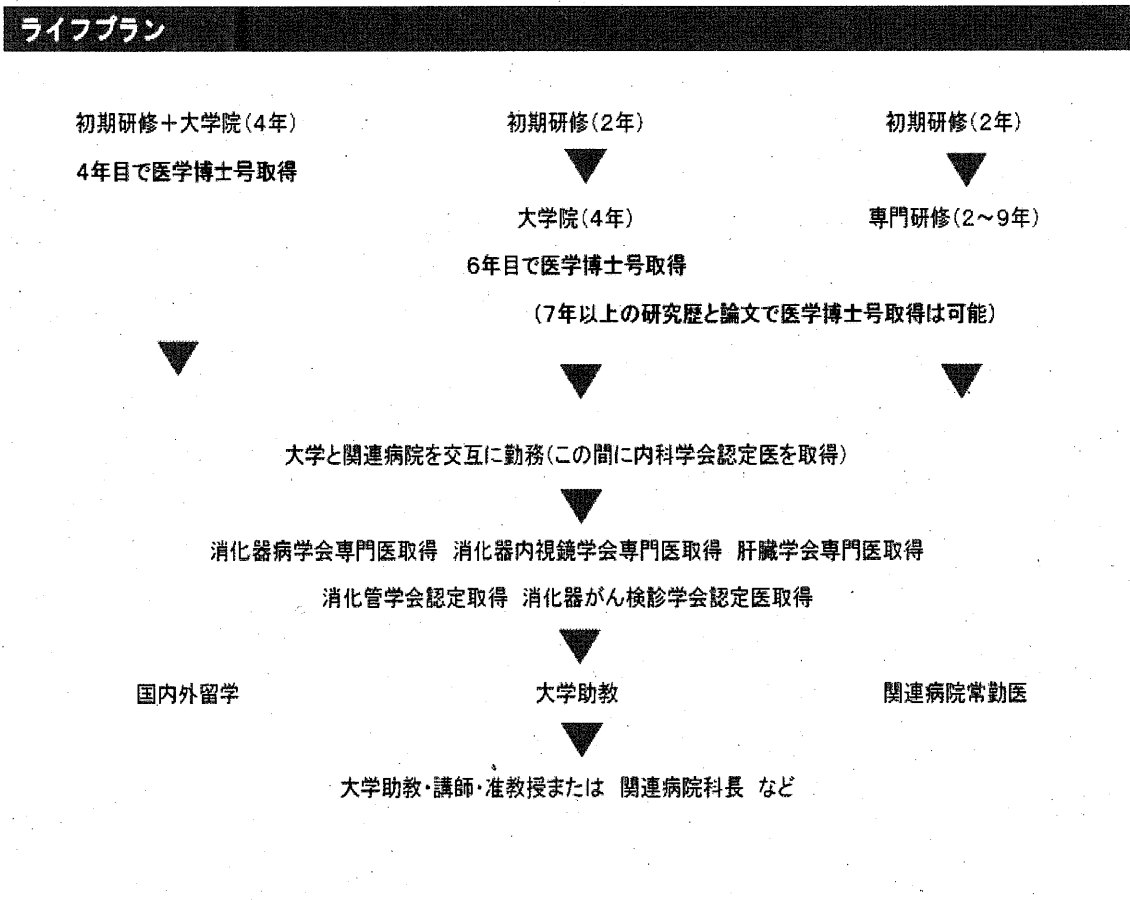 ライフプラン
初期研修+大学院(4年) 初期研修(2年) 初期研修(2年)
4年目で医学博士号取得
大学院(4年) 専門研修(2～9年)
6年目で医学博士号取得
(7年以上の研究歴と論文で医学博士号取得は可能)
大学と関連病院を交互に勤務(この間に内科学会認定医を取得)
消化器病学会専門医取得 消化器内視鏡学会専門医取得 肝臓学会専門医取得
消化管学会認定取得 消化器がん検診学会認定医取得
国内外留学 大学助教 関連病院常勤医
大学助教・講師・准教授または 関連病院科長 など